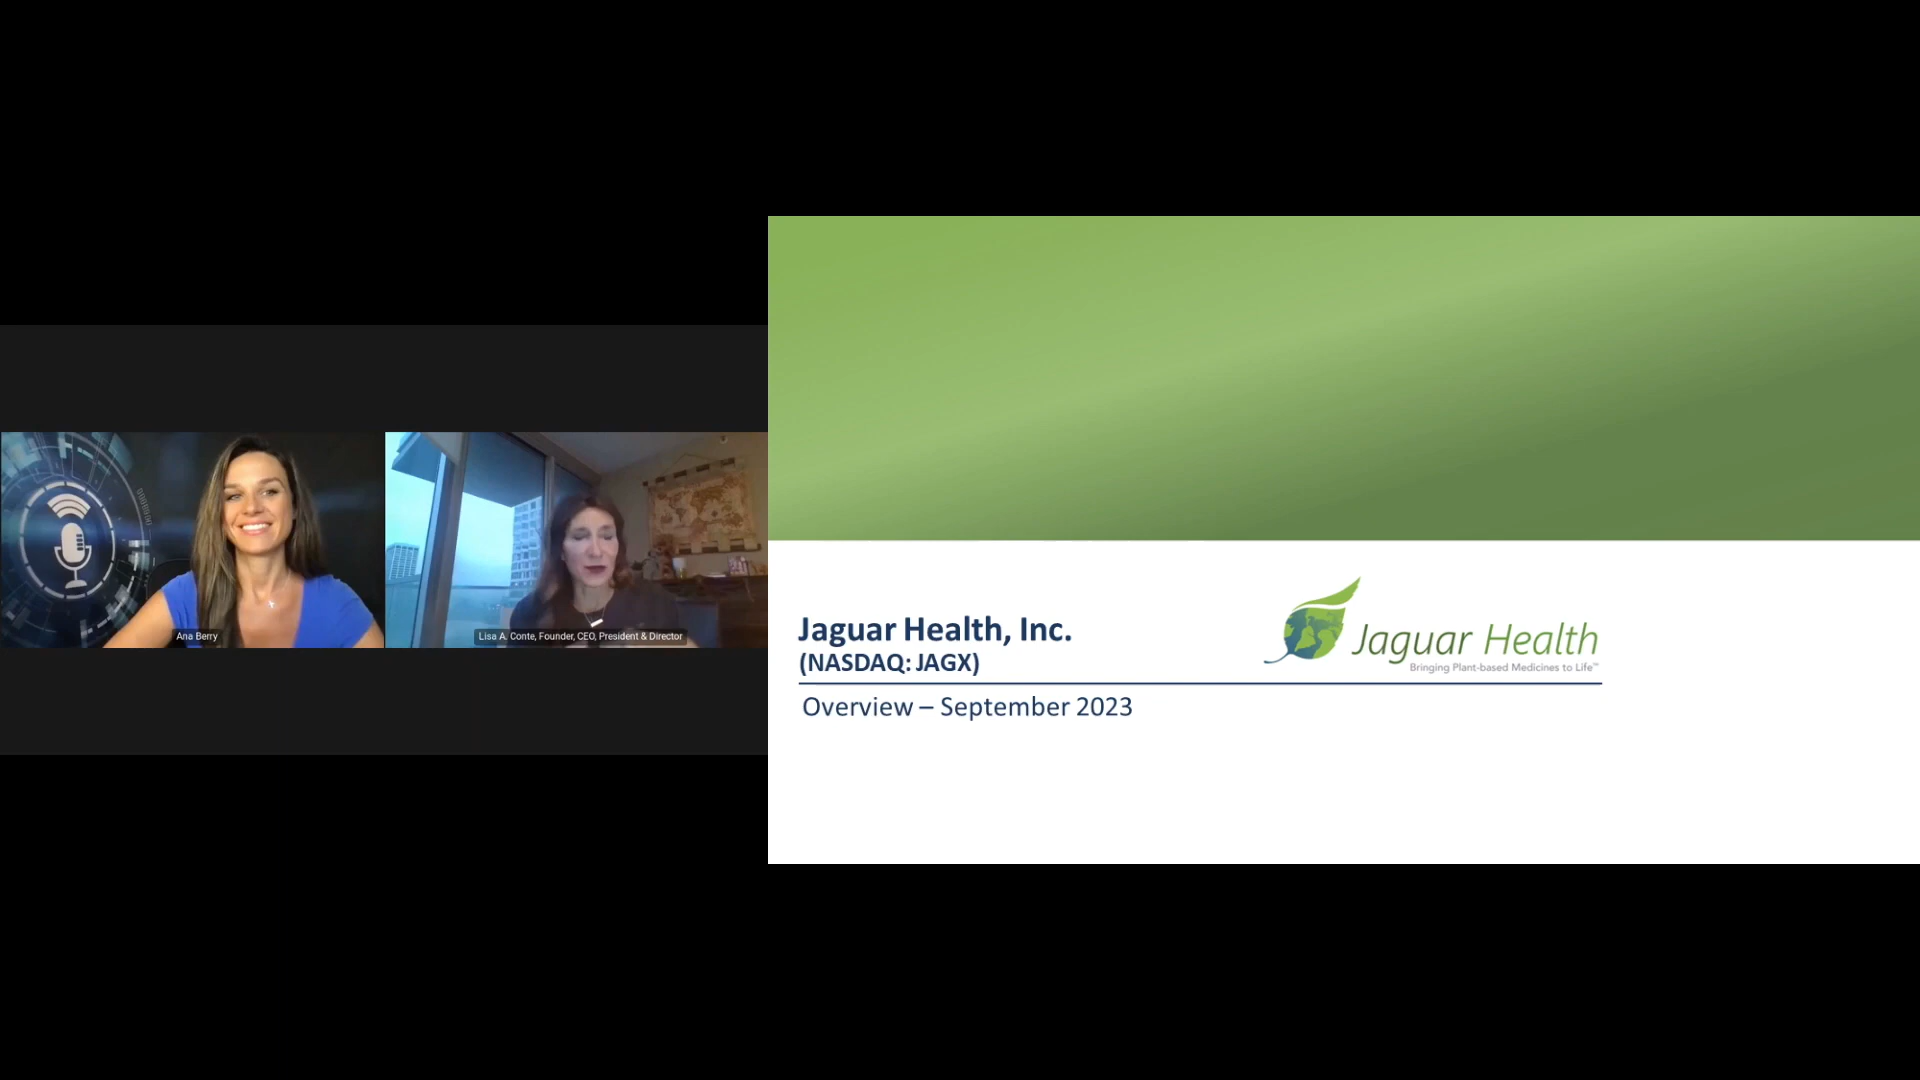 Ana Berry
Lisa A. Conte, Founder, CEO, President & Director
Jaguar Health, Inc.
(NASDAQ: JAGX)
Overview – September 2023
Jaguar Health
Bringing Plant-based Medicines to Life™